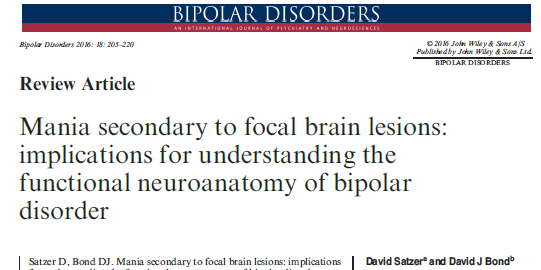 BIPOLAR DISORDERS
AN INTERNATIONAL JOURNAL OF PSYCHIATRY AND NEUROSCIENCES
Bipolar Disorders 2016: 18: 205–220
© 2016 John Wiley & Sons A/S
Published by John Wiley & Sons Ltd.
BIPOLAR DISORDERS
Review Article
Mania secondary to focal brain lesions:
implications for understanding the
functional neuroanatomy of bipolar
disorder
Satzer D, Bond DJ. Mania secondary to focal brain lesions: implications
David Satzerª and David J Bondᵇ